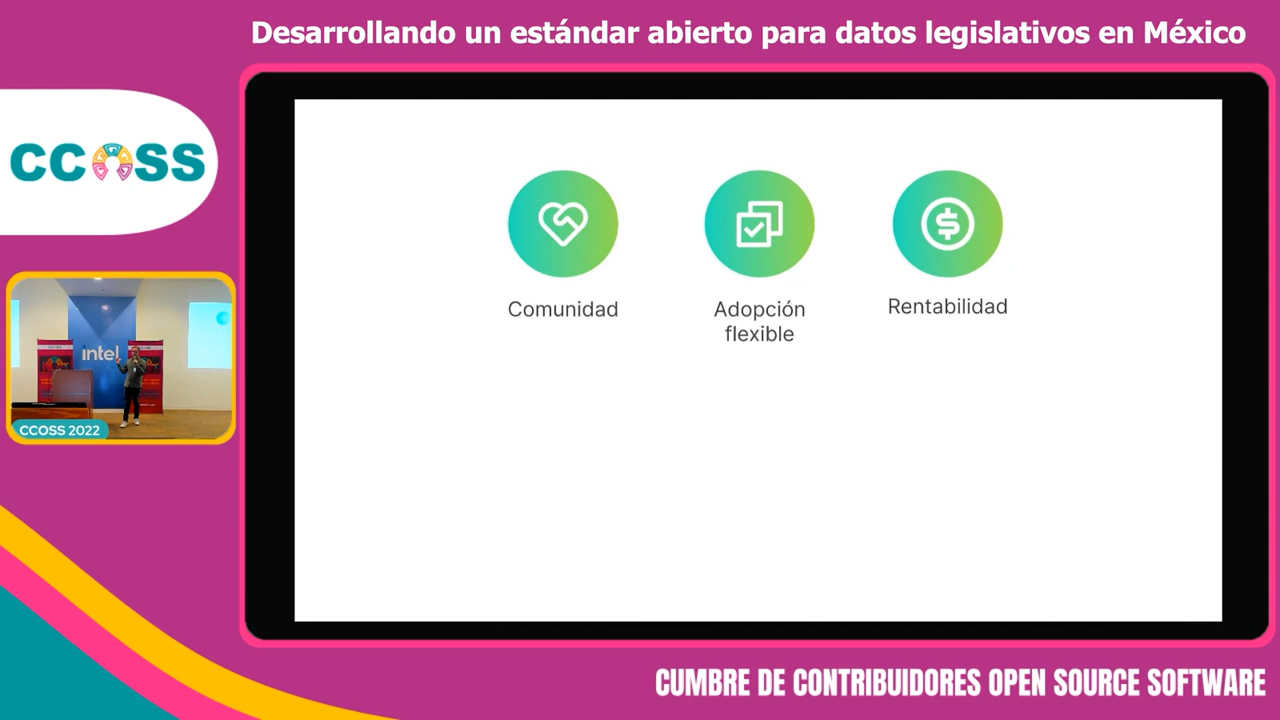 Desarrollando un estándar abierto para datos legislativos en México
CCOSS
Comunidad
Adopción
flexible
Rentabilidad
intel
CCOSS 2022
CUMBRE DE CONTRIBUIDORES OPEN SOURCE SOFTWARE